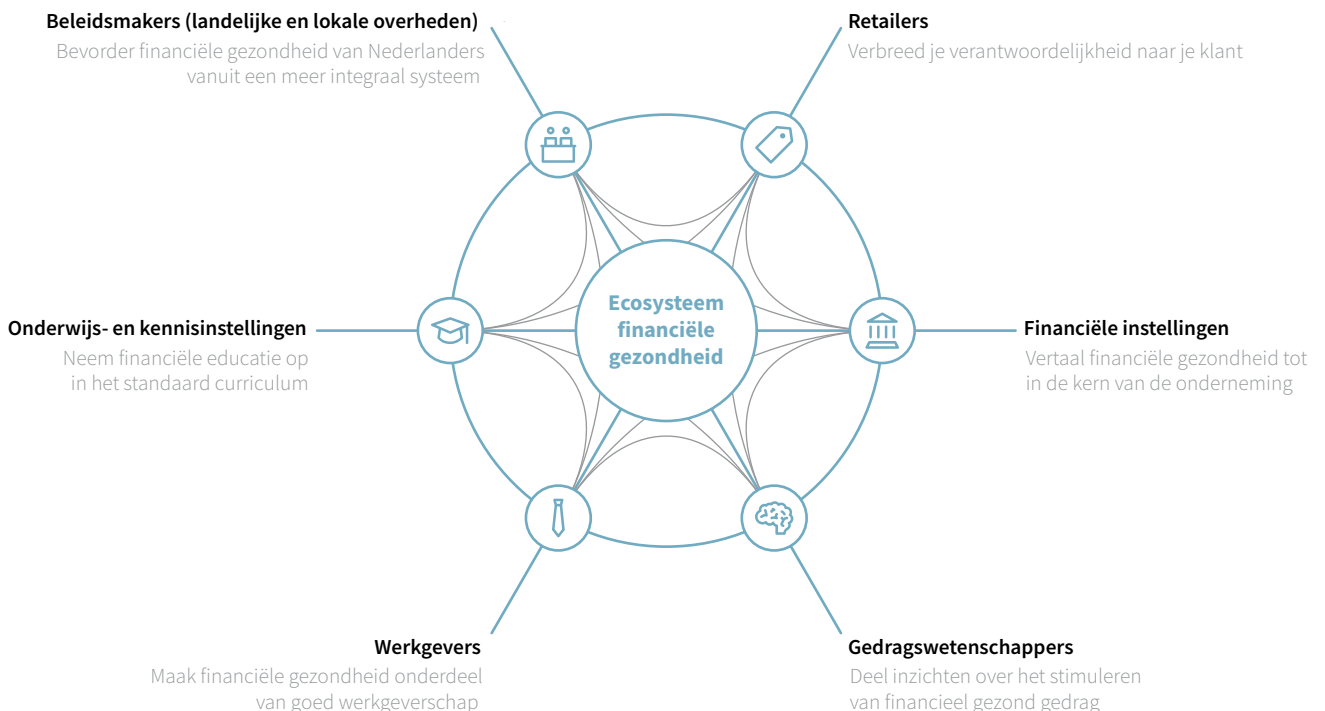 Beleidsmakers (landelijke en lokale overheden)
Bevorder financiële gezondheid van Nederlanders
vanuit een meer integraal systeem
Retailers
Verbreed je verantwoordelijkheid naar je klant
Onderwijs- en kennisinstellingen
Neem financiële educatie op
in het standaard curriculum
Ecosysteem
financiële
gezondheid
Financiële instellingen
Vertaal financiële gezondheid tot
in de kern van de onderneming
Werkgevers
Maak financiële gezondheid onderdeel
van goed werkgeverschap
Gedragswetenschappers
Deel inzichten over het stimuleren
van financieel gezond gedrag